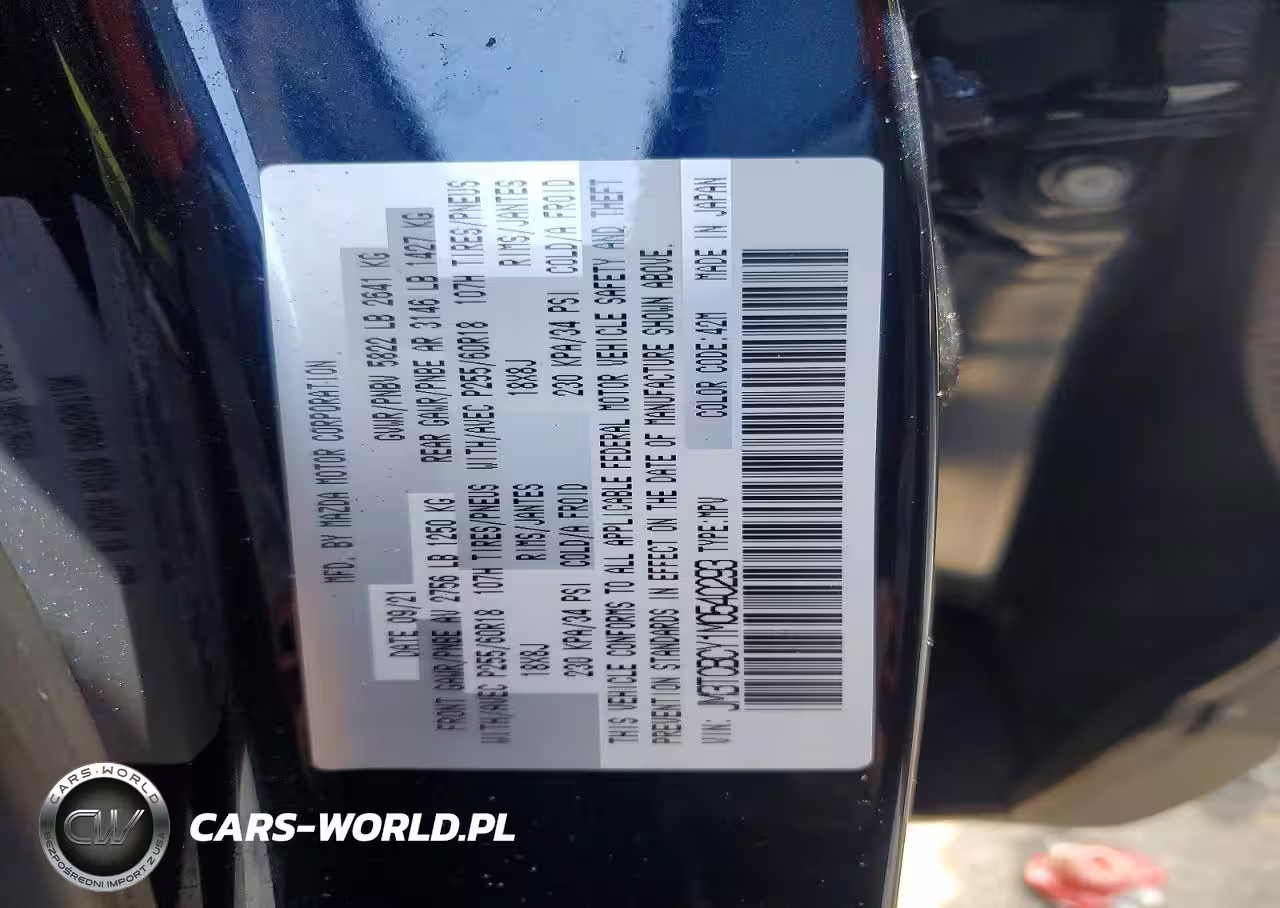 MFD. BY MAZDA MOTOR CORPORATION
DATE 09/21 GVWR/PNBV 5822 LB 2641 KG
FRONT GAWR/PNBE AV 2756 LB 1250 KG REAR GAWR/PNBE AR 3146 LB 1427 KG
WITH/AVEC P255/60R18 107H TIRES/PNEUS WITH/AVEC P255/60R18 107H TIRES/PNEUS
18X8J RIMS/JANTES 18X8J RIMS/JANTES
230 KPA/34 PSI COLD/A FROID 230 KPA/34 PSI COLD/A FROID
THIS VEHICLE CONFORMS TO ALL APPLICABLE FEDERAL MOTOR VEHICLE SAFETY AND THEFT
PREVENTION STANDARDS IN EFFECT ON THE DATE OF MANUFACTURE SHOWN ABOVE.
VIN: JM3TCBCY1N0540293 TYPE:MPV COLOR CODE:42M MADE IN JAPAN
CARS-WORLD
CW
BEZPOŚREDNI IMPORT Z USA
CARS-WORLD.PL